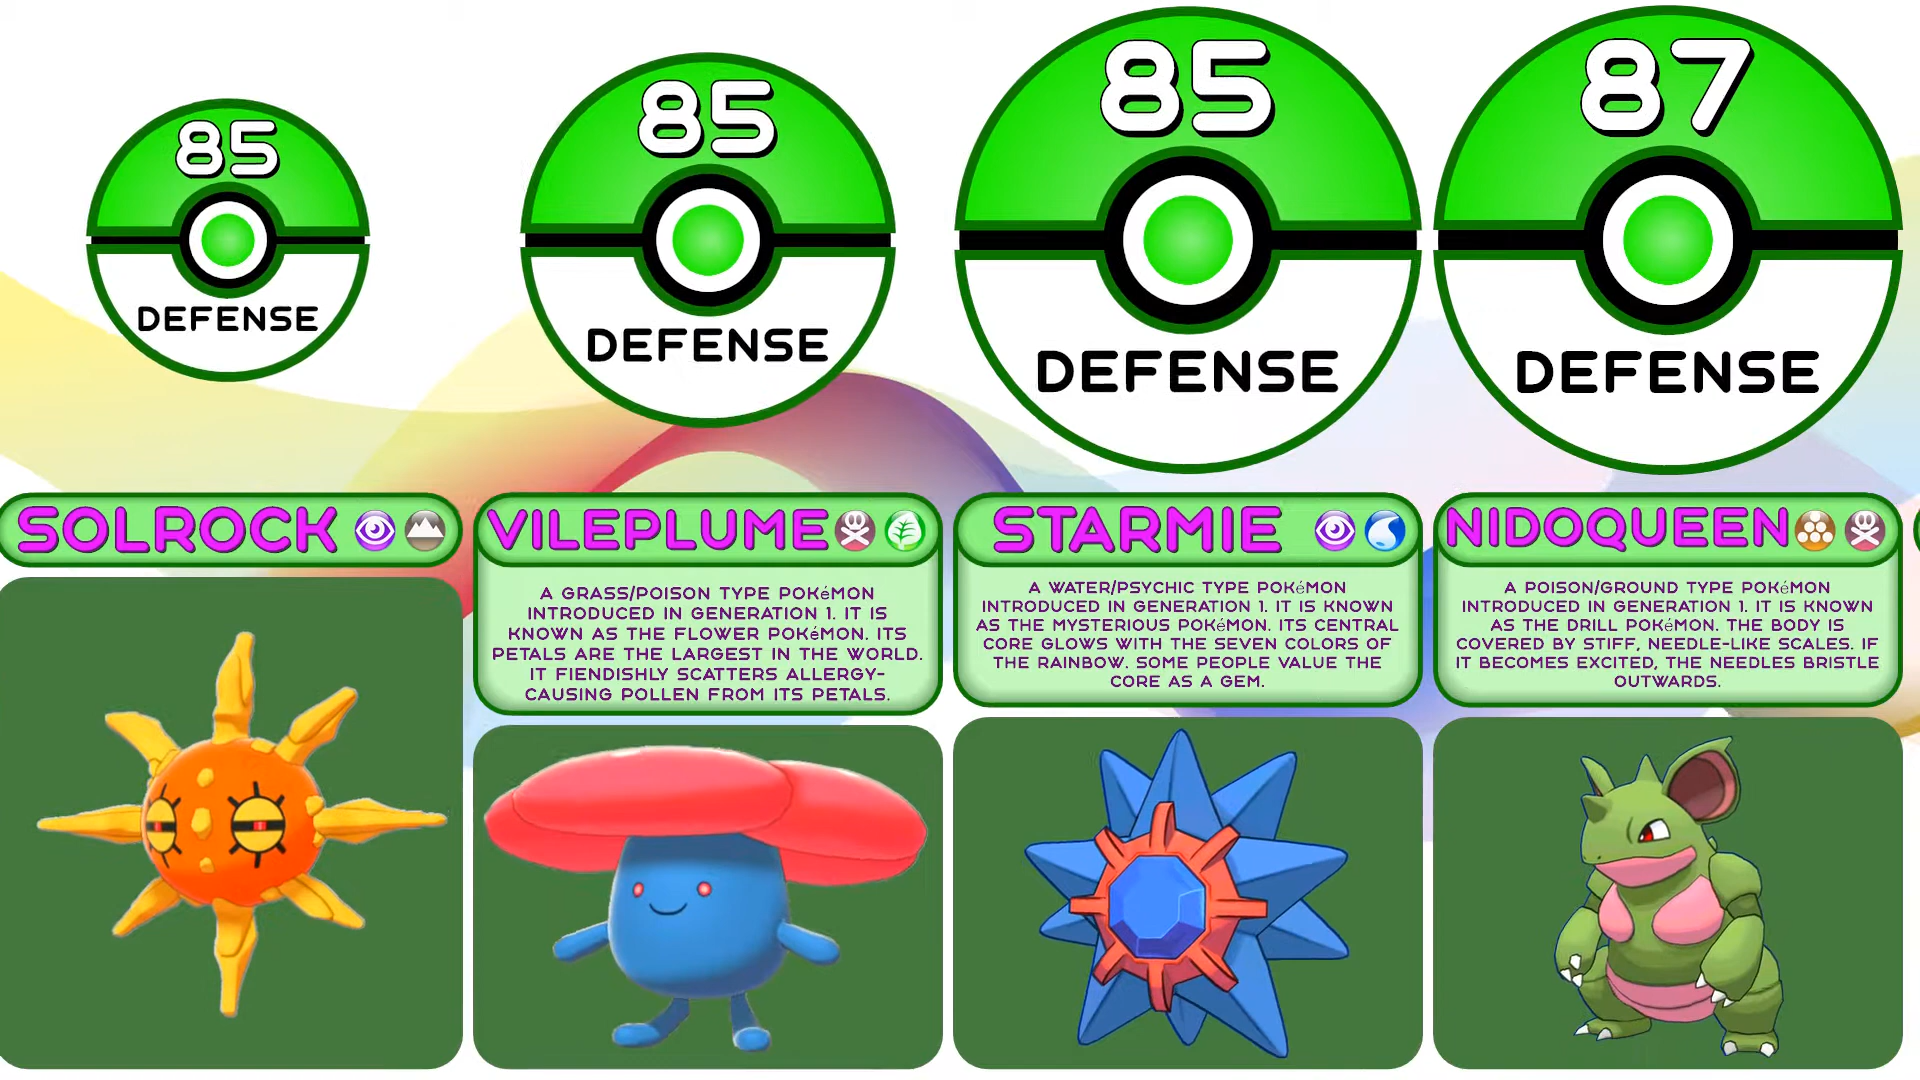 85
DEFENSE
85
DEFENSE
85
DEFENSE
87
DEFENSE
SOLROCK
VILEPLUME
A GRASS/POISON TYPE POKéMON
INTRODUCED IN GENERATION 1. IT IS
KNOWN AS THE FLOWER POKéMON. ITS
PETALS ARE THE LARGEST IN THE WORLD.
IT FIENDISHLY SCATTERS ALLERGY-
CAUSING POLLEN FROM ITS PETALS.
STARMIE
A WATER/PSYCHIC TYPE POKéMON
INTRODUCED IN GENERATION 1. IT IS KNOWN
AS THE MYSTERIOUS POKéMON. ITS CENTRAL
CORE GLOWS WITH THE SEVEN COLORS OF
THE RAINBOW. SOME PEOPLE VALUE THE
CORE AS A GEM.
NIDOQUEEN
A POISON/GROUND TYPE POKéMON
INTRODUCED IN GENERATION 1. IT IS KNOWN
AS THE DRILL POKéMON. THE BODY IS
COVERED BY STIFF, NEEDLE-LIKE SCALES. IF
IT BECOMES EXCITED, THE NEEDLES BRISTLE
OUTWARDS.